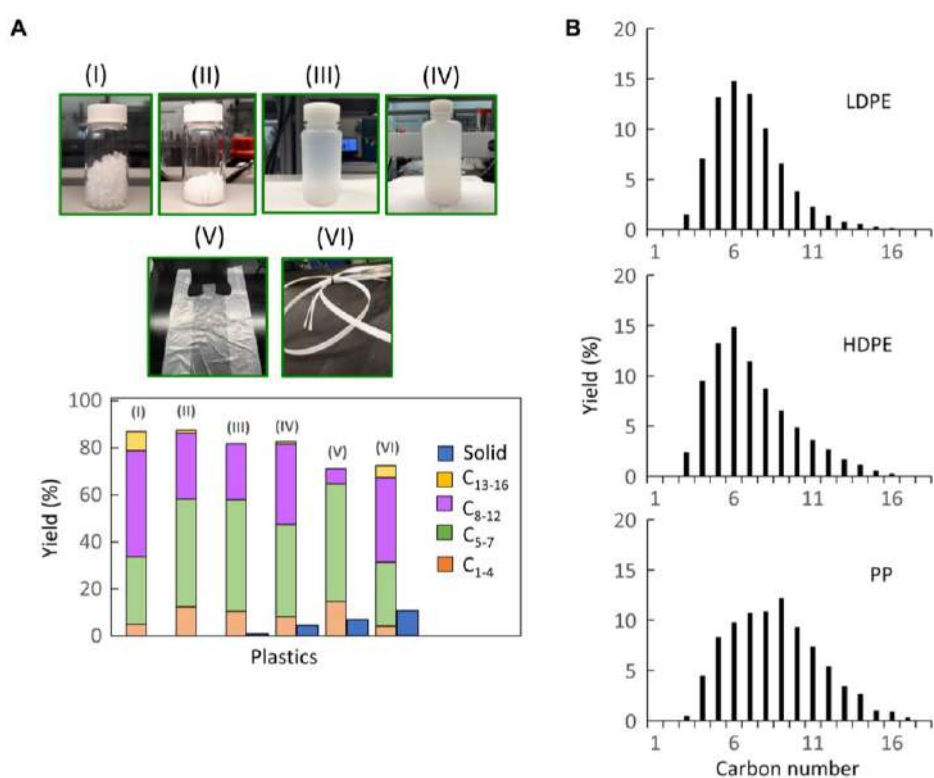 A
(I) (II) (III) (IV)
(V) (VI)
100
80
60
40
20
0
Yield (%)
(I) (II) (III) (IV) (V) (VI)
Solid
C13-16
C8-12
C5-7
C1-4
Plastics
B
20
15
10
5
0
LDPE
1 6 11 16
20
15
10
5
0
HDPE
Yield (%)
1 6 11 16
20
15
10
5
0
PP
1 6 11 16
Carbon number